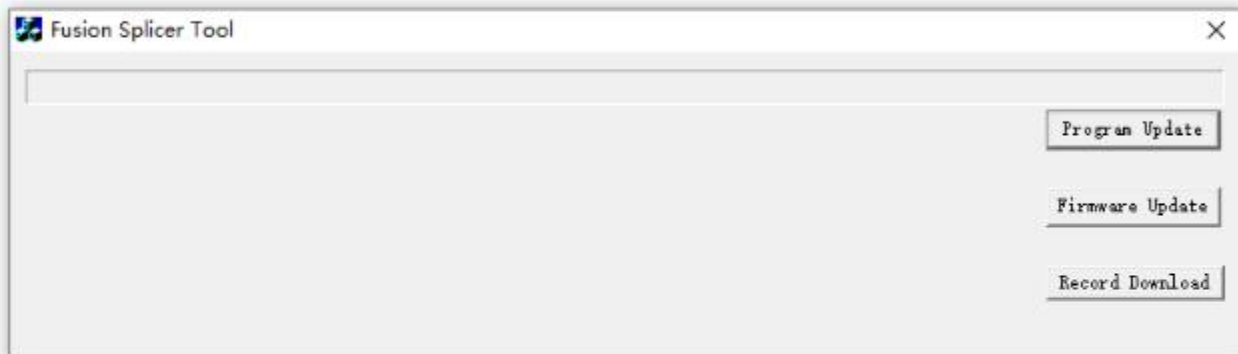 Fusion Splicer Tool
Program Update
Firmware Update
Record Download